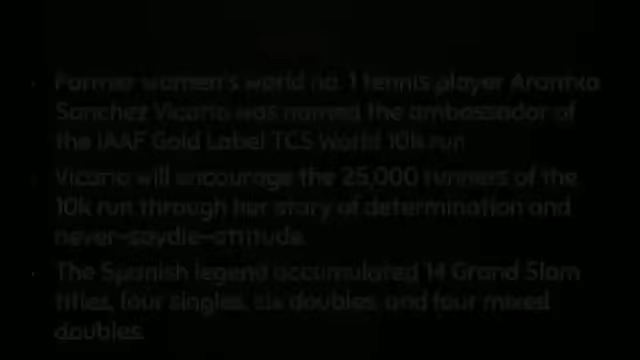 Former women's world no. 1 tennis player Arantxa
Sanchez Vicario was named the ambassador of
the IAAF Gold Label TCS World 10k run
Vicario will encourage the 25,000 runners of the
10k run through her story of determination and
never-saydie-attitude.
The Spanish legend accumulated 14 Grand Slam
titles, four singles, six doubles, and four mixed
doubles.